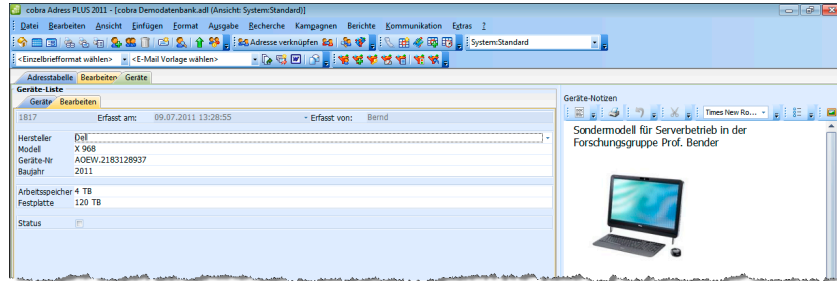 cobra Adress PLUS 2011 - [cobra Demodatenbank.adl (Ansicht: System:Standard)]
Datei Bearbeiten Ansicht Einfügen Format Ausgabe Recherche Kampagnen Berichte Kommunikation Extras ?
Adresse verknüpfen System:Standard
<Einzelbriefformat wählen> <E-Mail Vorlage wählen>
Adresstabelle Bearbeiten Geräte
Geräte-Liste
Geräte Bearbeiten
1817 Erfasst am: 09.07.2011 13:28:55 Erfasst von: Bernd
Hersteller Dell
Modell X 968
Geräte-Nr AOEW.2183128937
Baujahr 2011
Arbeitsspeicher 4 TB
Festplatte 120 TB
Status
Geräte-Notizen
Times New Ro...
Sondermodell für Serverbetrieb in der
Forschungsgruppe Prof. Bender